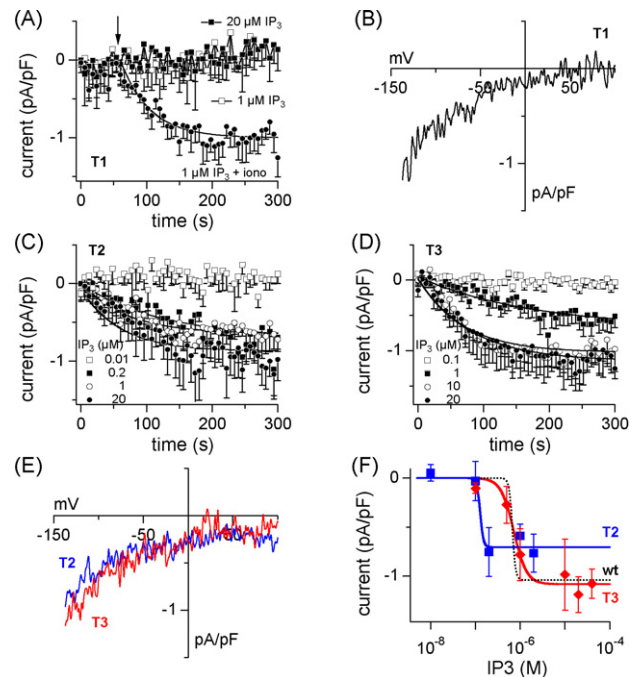 (A)
20 µM IP3
1 µM IP3
T1
1 µM IP3 + iono
current (pA/pF)
0
-1
0 100 200 300
time (s)
(B)
T1
mV
-150 -50 50
-1
pA/pF
(C)
T2
current (pA/pF)
0
-1
IP3 (µM)
0.01
0.2
1
20
0 100 200 300
time (s)
(D)
T3
current (pA/pF)
0
-1
IP3 (µM)
0.1
1
10
20
0 100 200 300
time (s)
(E)
mV
-150 -50 50
T2
T3
-1
pA/pF
(F)
current (pA/pF)
0
-1
T2
wt
T3
10-8 10-6 10-4
IP3 (M)